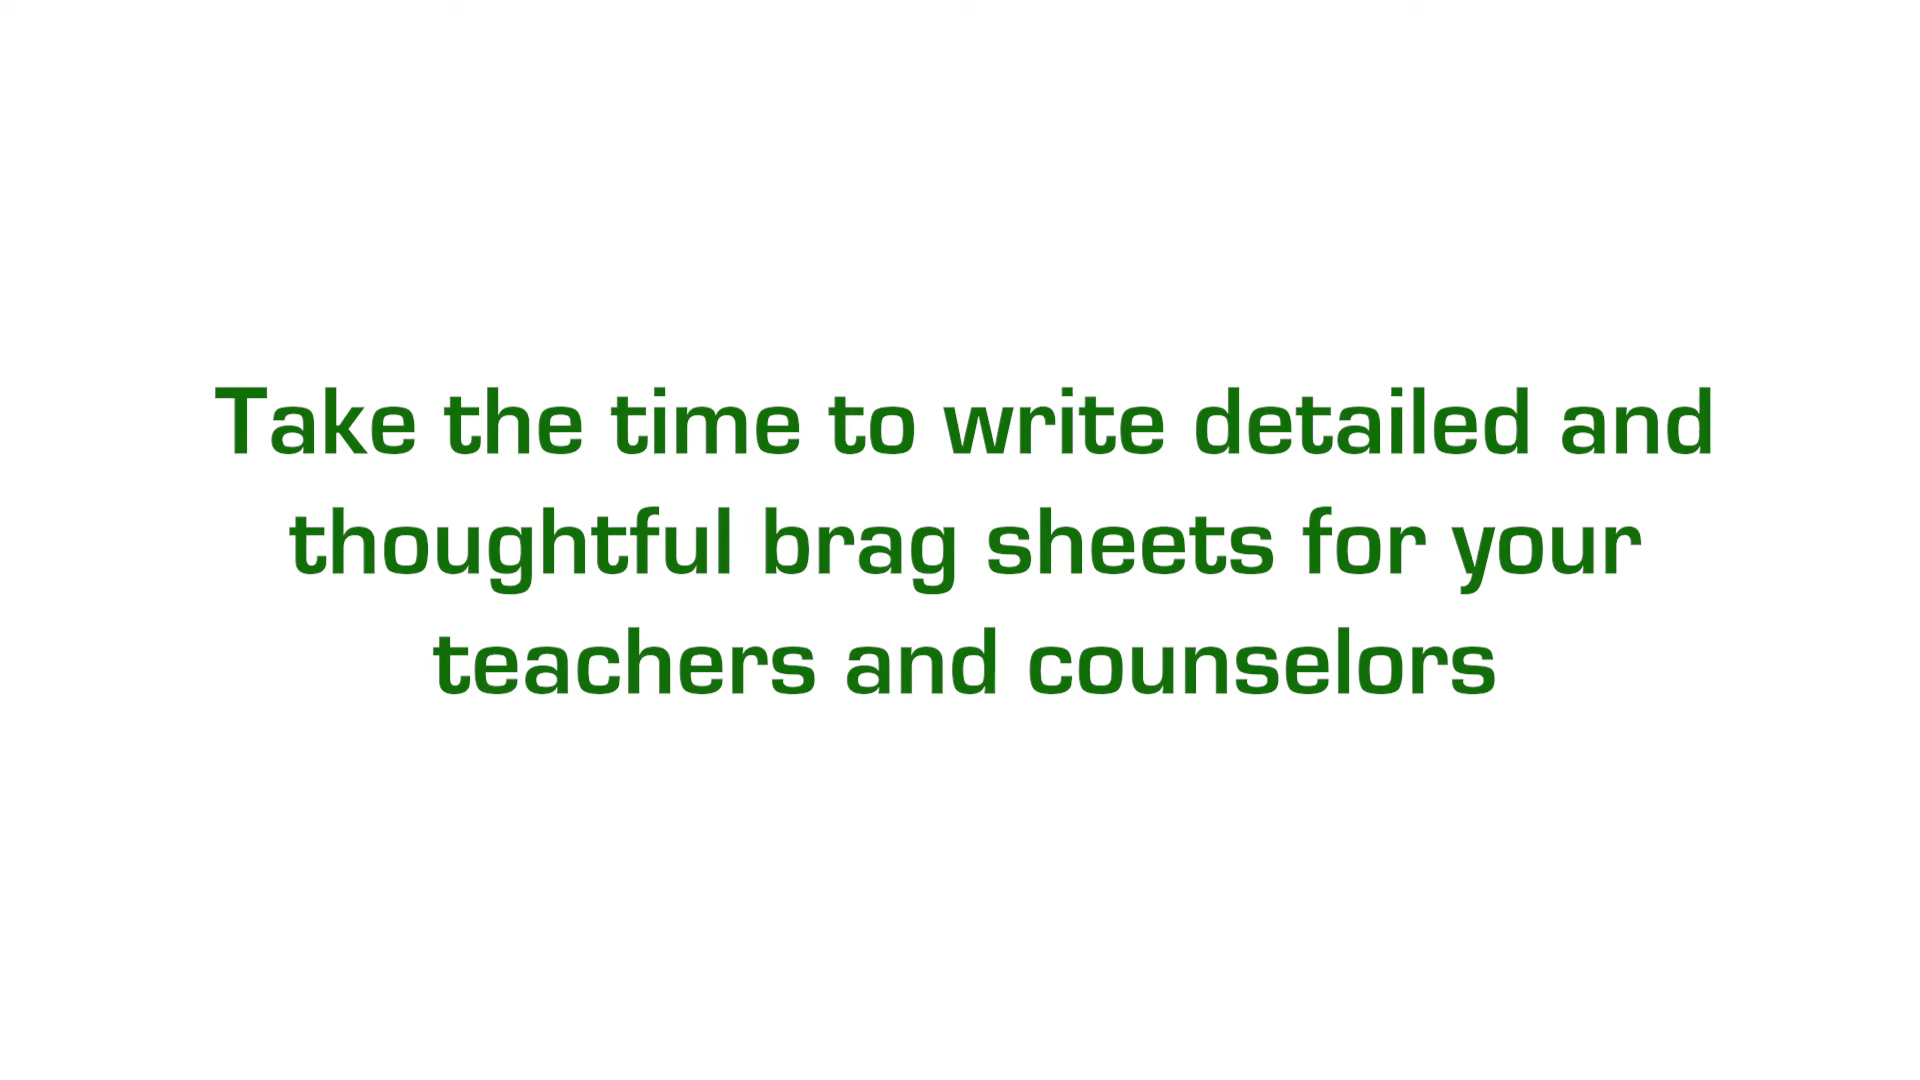 Take the time to write detailed and
thoughtful brag sheets for your
teachers and counselors